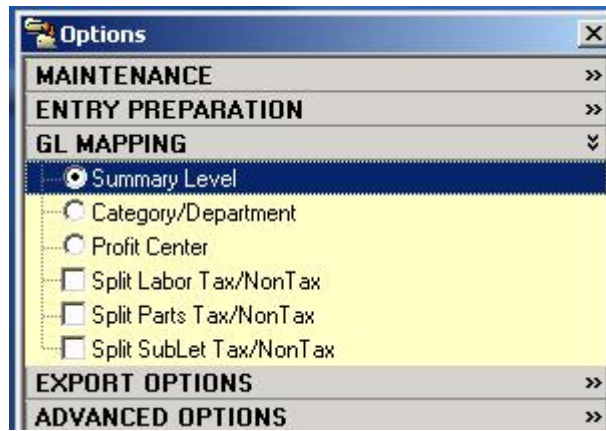 Options
MAINTENANCE
ENTRY PREPARATION
GL MAPPING
Summary Level
Category/Department
Profit Center
Split Labor Tax/NonTax
Split Parts Tax/NonTax
Split SubLet Tax/NonTax
EXPORT OPTIONS
ADVANCED OPTIONS